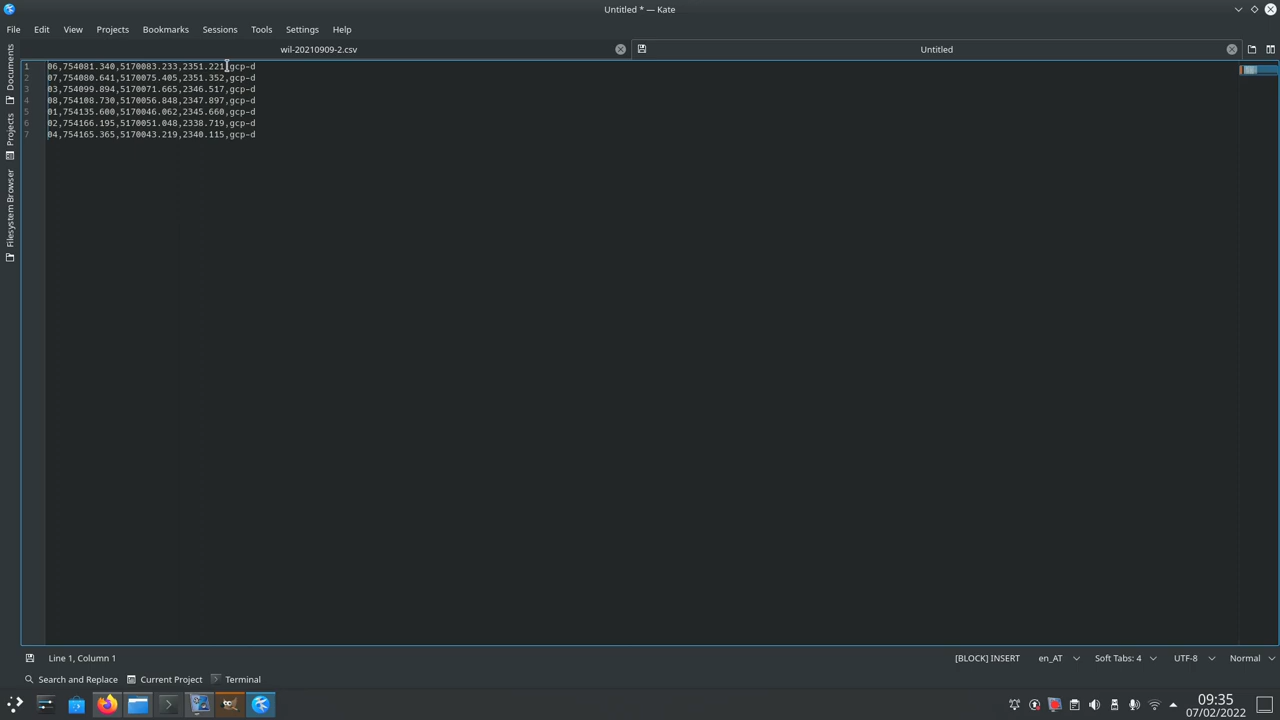 Untitled * — Kate
File Edit View Projects Bookmarks Sessions Tools Settings Help
wil-20210909-2.csv
Untitled
Documents
Projects
Filesystem Browser
1 06,754081.340,5170083.233,2351.221,gcp-d
2 07,754080.641,5170075.405,2351.352,gcp-d
3 03,754099.894,5170071.665,2346.517,gcp-d
4 08,754108.730,5170056.848,2347.897,gcp-d
5 01,754135.600,5170046.062,2345.660,gcp-d
6 02,754166.195,5170051.048,2338.719,gcp-d
7 04,754165.365,5170043.219,2340.115,gcp-d
Line 1, Column 1
[BLOCK] INSERT
en_AT
Soft Tabs: 4
UTF-8
Normal
Search and Replace
Current Project
Terminal
09:35
07/02/2022